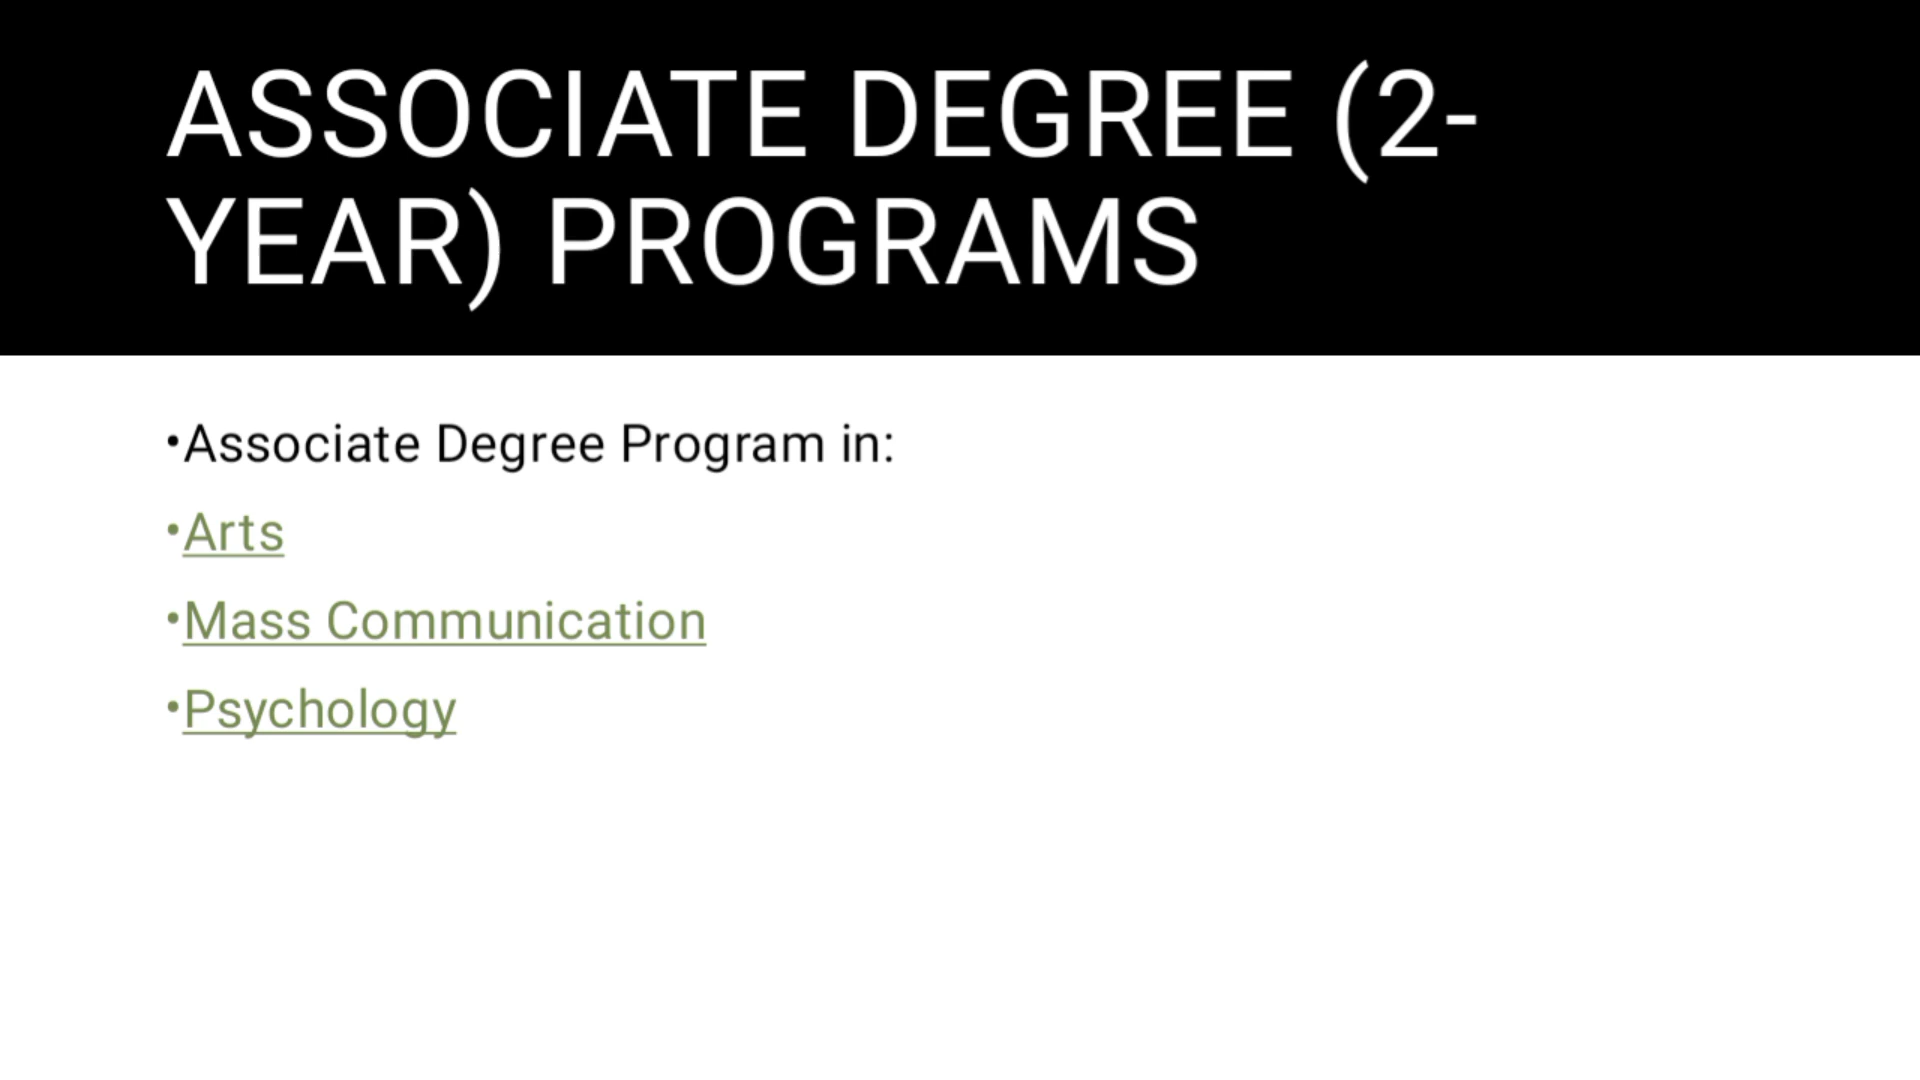 ASSOCIATE DEGREE (2-
YEAR) PROGRAMS
•Associate Degree Program in:
•Arts
•Mass Communication
•Psychology